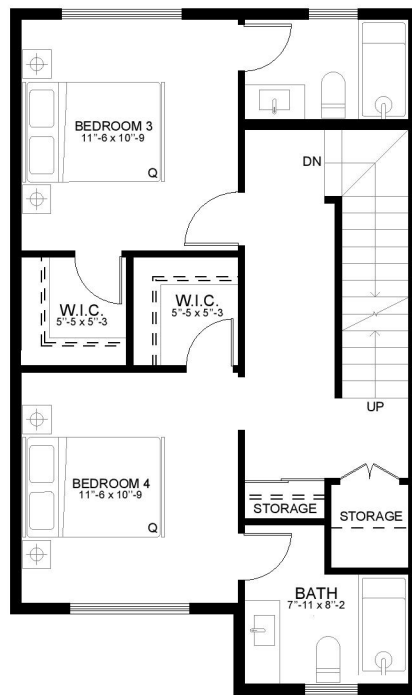 BEDROOM 3
11"-6 x 10"-9
Q
DN
W.I.C.
5"-5 x 5"-3
W.I.C.
5"-5 x 5"-3
UP
BEDROOM 4
11"-6 x 10"-9
Q
STORAGE
STORAGE
BATH
7"-11 x 8"-2